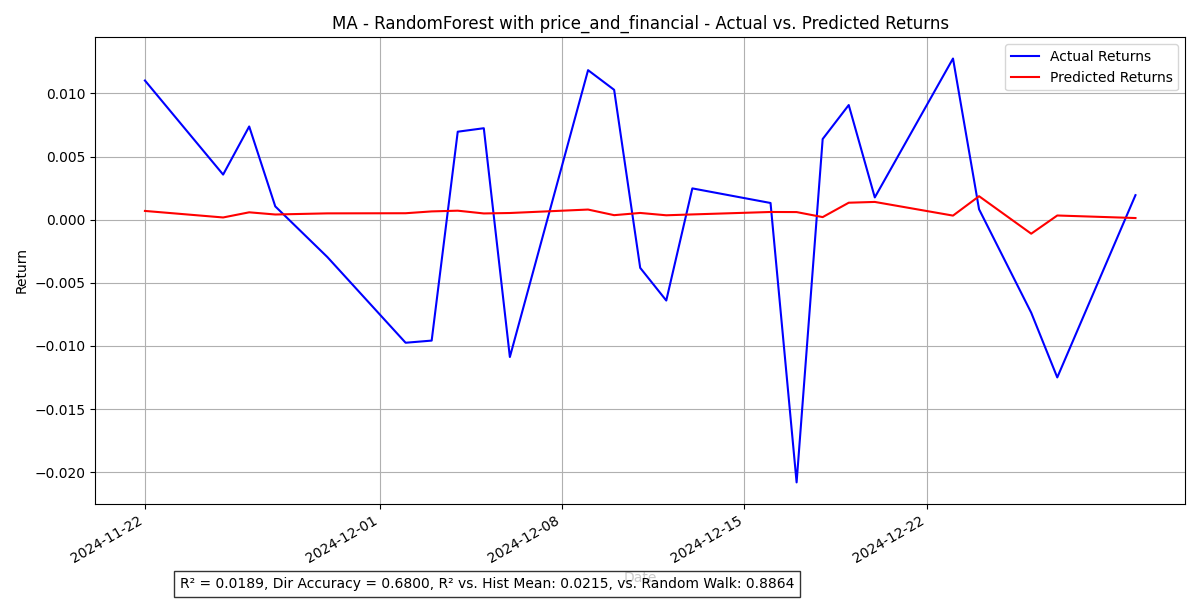 MA - RandomForest with price_and_financial - Actual vs. Predicted Returns
Actual Returns
Predicted Returns
0.010
0.005
0.000
−0.005
−0.010
−0.015
−0.020
Return
2024-11-22
2024-12-01
2024-12-08
2024-12-15
2024-12-22
Date
R² = 0.0189, Dir Accuracy = 0.6800, R² vs. Hist Mean: 0.0215, vs. Random Walk: 0.8864